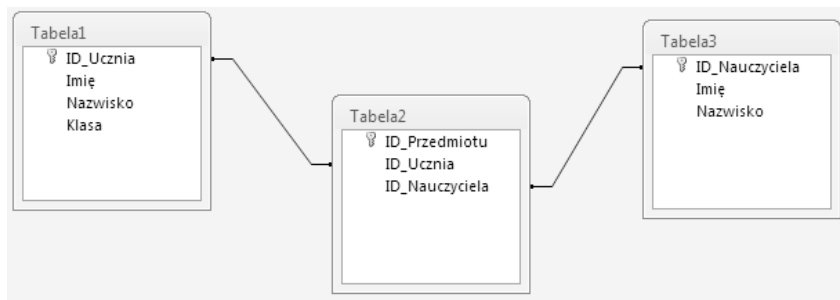 Tabela1
ID_Ucznia
Imię
Nazwisko
Klasa
Tabela2
ID_Przedmiotu
ID_Ucznia
ID_Nauczyciela
Tabela3
ID_Nauczyciela
Imię
Nazwisko